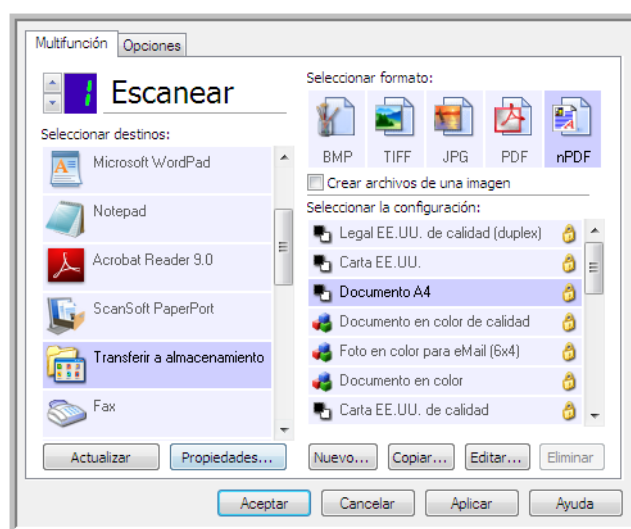 Multifunción
Opciones
1
Escanear
Seleccionar destinos:
Microsoft WordPad
Notepad
Acrobat Reader 9.0
ScanSoft PaperPort
Transferir a almacenamiento
Fax
Actualizar
Propiedades...
Seleccionar formato:
BMP
TIFF
JPG
PDF
nPDF
Crear archivos de una imagen
Seleccionar la configuración:
Legal EE.UU. de calidad (duplex)
Carta EE.UU.
Documento A4
Documento en color de calidad
Foto en color para eMail (6x4)
Documento en color
Carta EE.UU. de calidad
Nuevo...
Copiar...
Editar...
Eliminar
Aceptar
Cancelar
Aplicar
Ayuda